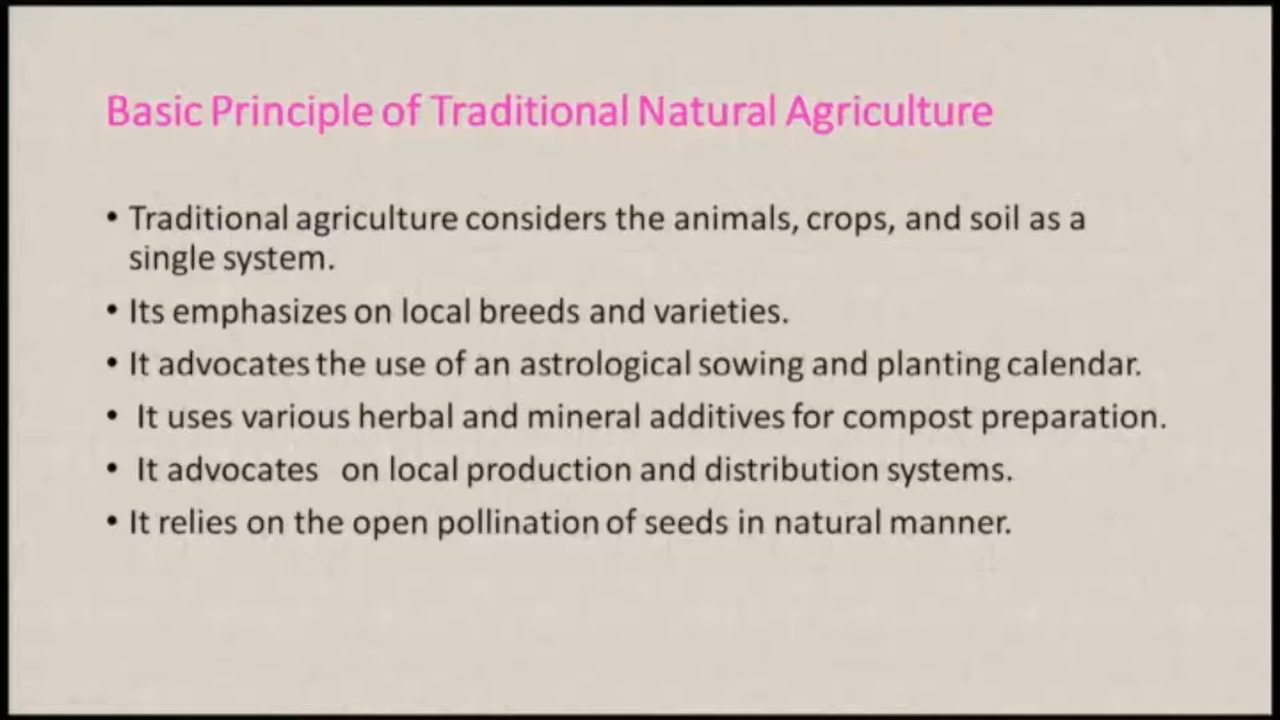 Basic Principle of Traditional Natural Agriculture
• Traditional agriculture considers the animals, crops, and soil as a
single system.
• Its emphasizes on local breeds and varieties.
• It advocates the use of an astrological sowing and planting calendar.
• It uses various herbal and mineral additives for compost preparation.
• It advocates on local production and distribution systems.
• It relies on the open pollination of seeds in natural manner.